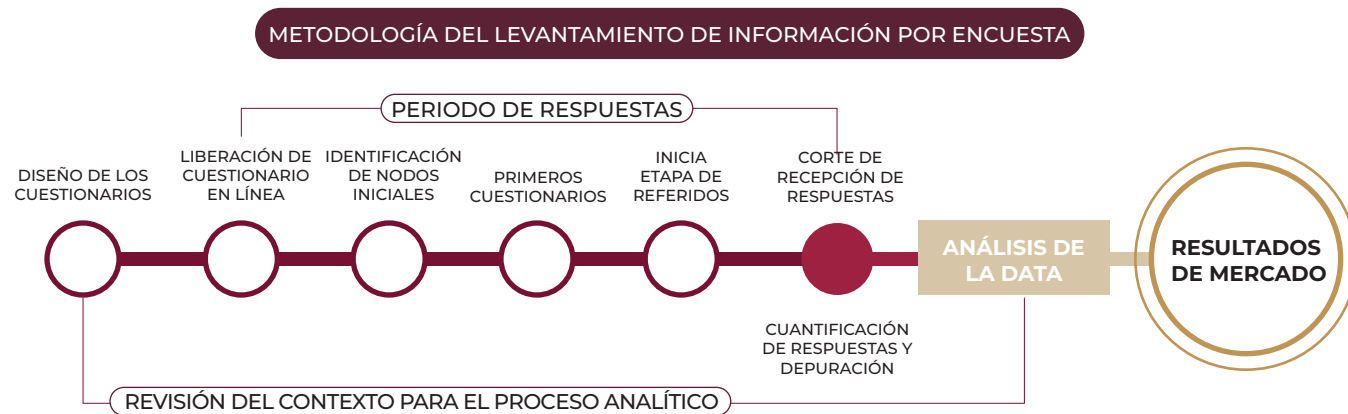 METODOLOGÍA DEL LEVANTAMIENTO DE INFORMACIÓN POR ENCUESTA
PERIODO DE RESPUESTAS
DISEÑO DE LOS
CUESTIONARIOS
LIBERACIÓN DE
CUESTIONARIO
EN LÍNEA
IDENTIFICACIÓN
DE NODOS
INICIALES
PRIMEROS
CUESTIONARIOS
INICIA
ETAPA DE
REFERIDOS
CORTE DE
RECEPCIÓN DE
RESPUESTAS
ANÁLISIS DE
LA DATA
RESULTADOS
DE MERCADO
CUANTIFICACIÓN
DE RESPUESTAS Y
DEPURACIÓN
REVISIÓN DEL CONTEXTO PARA EL PROCESO ANALÍTICO